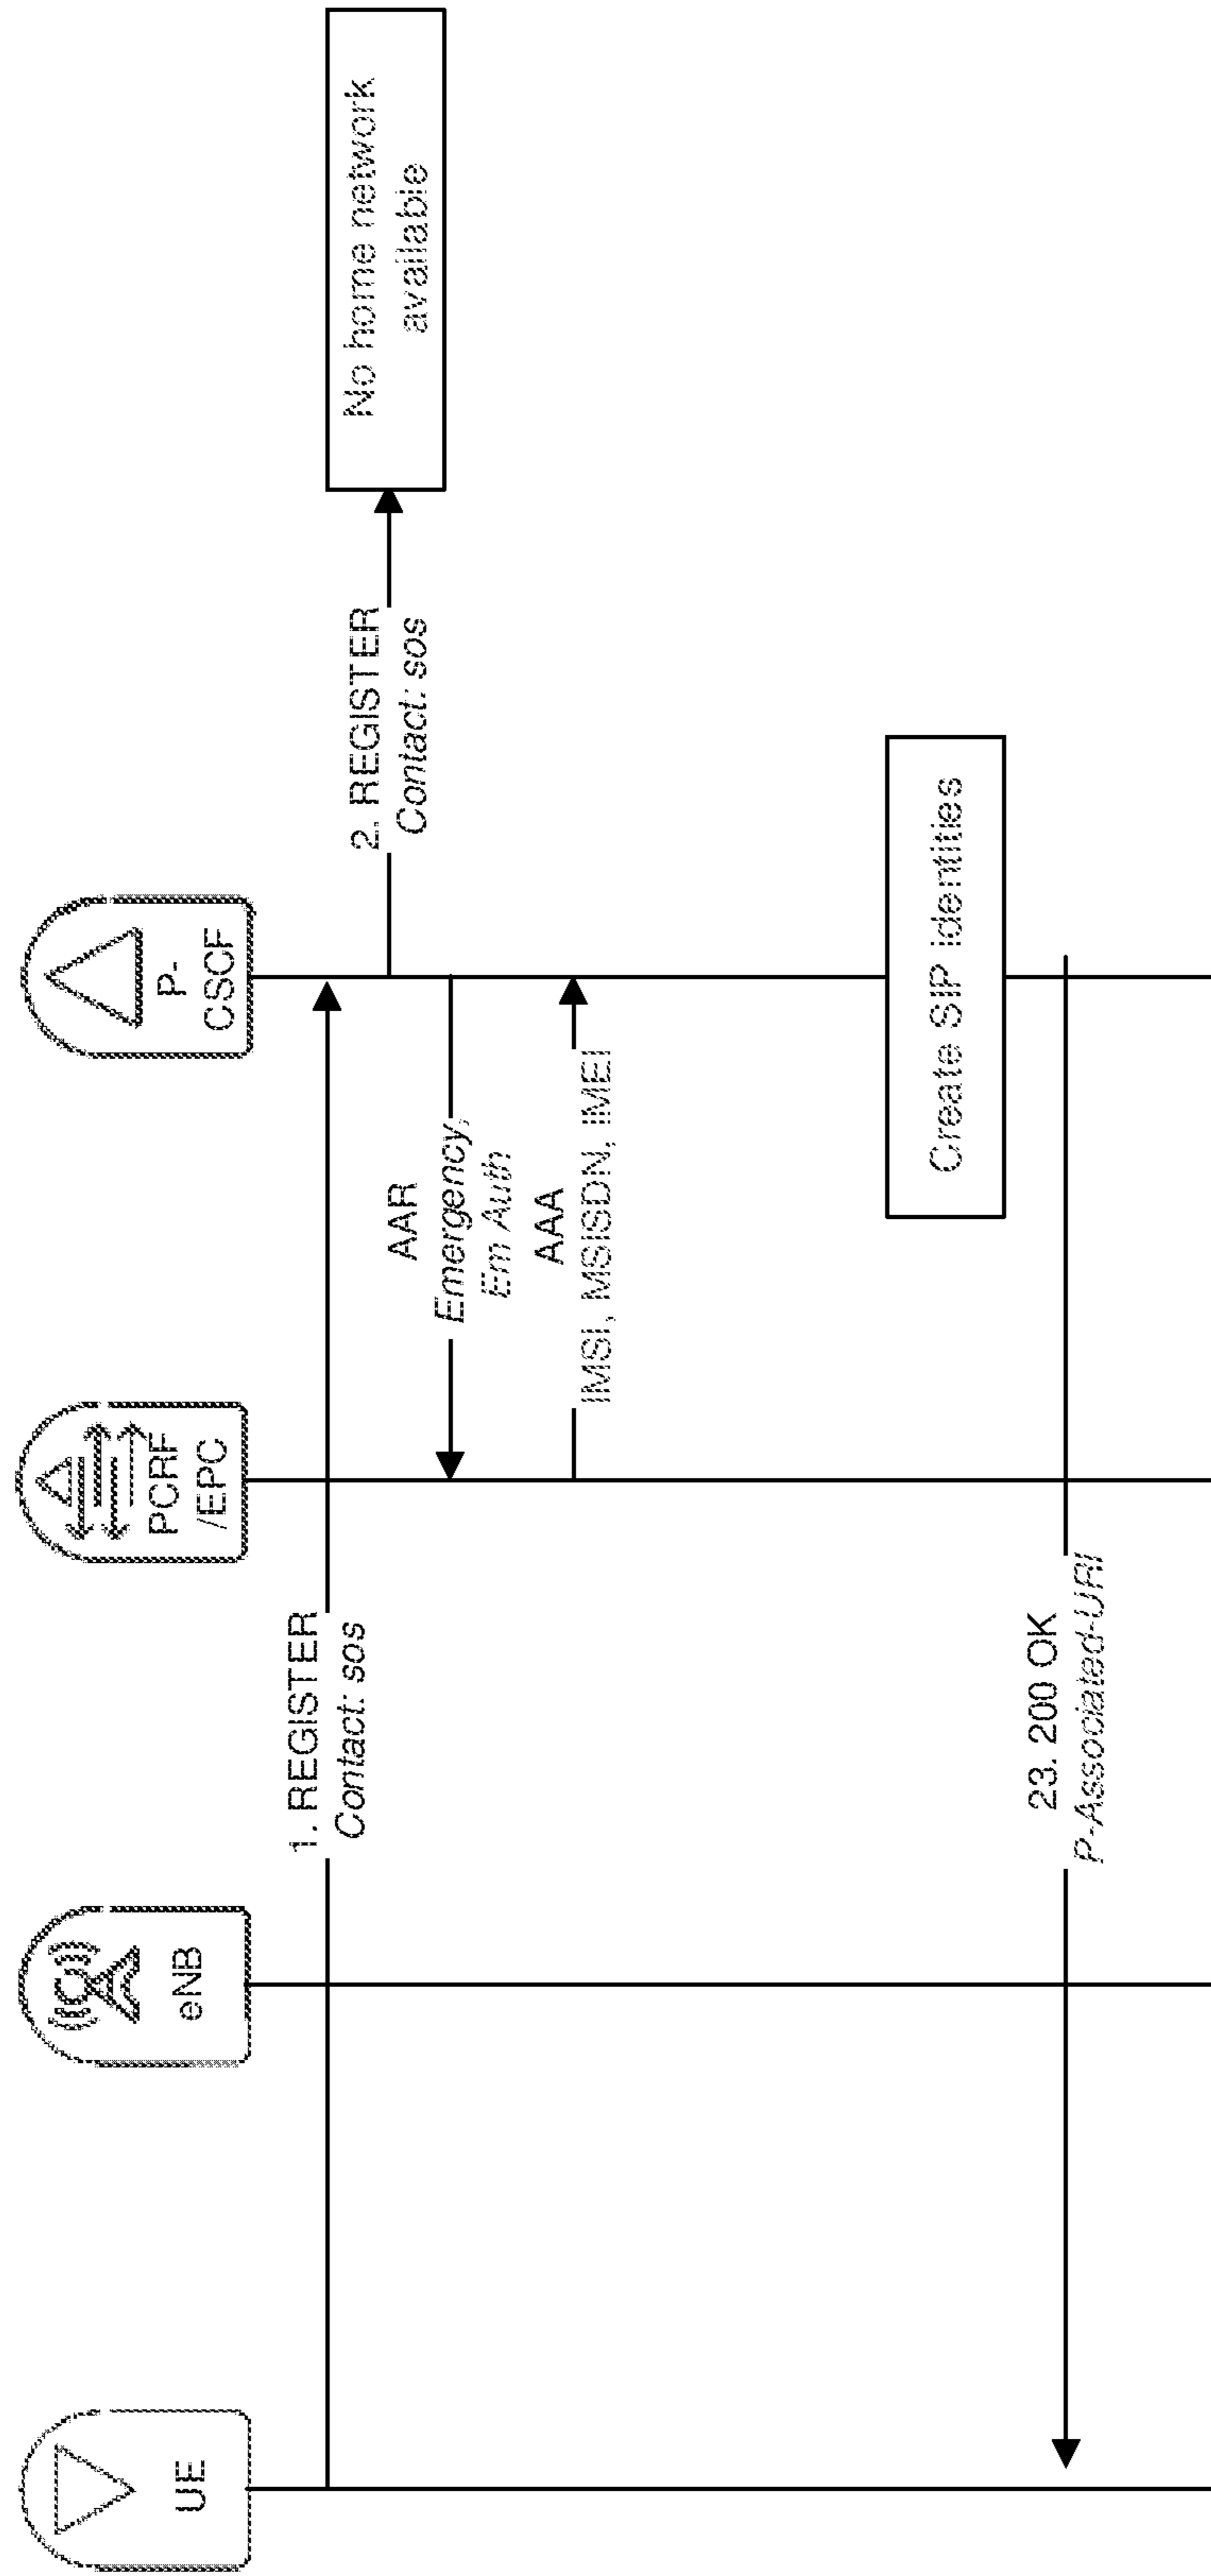 UE
eNB
PCRF
/EPC
P-
CSCF
1. REGISTER
Contact: sos
2. REGISTER
Contact: sos
No home network
available
AAR
Emergency,
Em Auth
AAA
IMSI, MSISDN, IMEI
Create SIP identities
23. 200 OK
P-Associated-URI